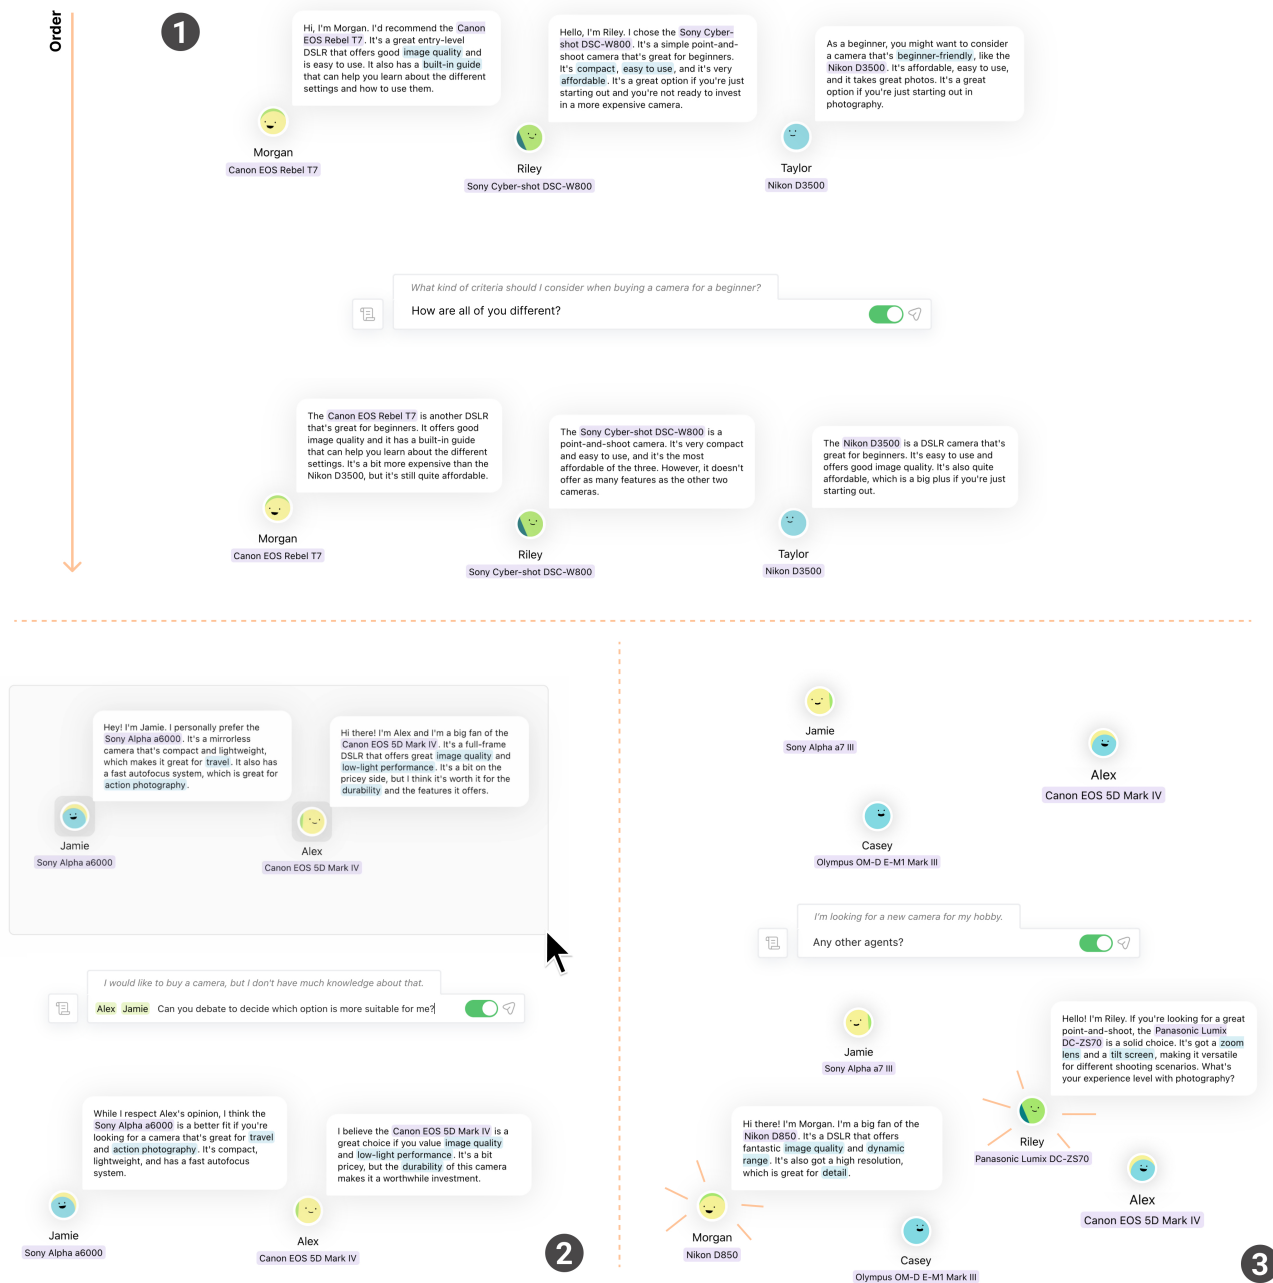 Order
1
Hi, I'm Morgan. I'd recommend the Canon
EOS Rebel T7. It's a great entry-level
DSLR that offers good image quality and
is easy to use. It also has a built-in guide
that can help you learn about the different
settings and how to use them.
Morgan
Canon EOS Rebel T7
Hello, I'm Riley. I chose the Sony Cyber-
shot DSC-W800. It's a simple point-and-
shoot camera that's great for beginners.
It's compact, easy to use, and it's very
affordable. It's a great option if you're just
starting out and you're not ready to invest
in a more expensive camera.
Riley
Sony Cyber-shot DSC-W800
As a beginner, you might want to consider
a camera that's beginner-friendly, like the
Nikon D3500. It's affordable, easy to use,
and it takes great photos. It's a great
option if you're just starting out in
photography.
Taylor
Nikon D3500
What kind of criteria should I consider when buying a camera for a beginner?
How are all of you different?
The Canon EOS Rebel T7 is another DSLR
that's great for beginners. It offers good
image quality and it has a built-in guide
that can help you learn about the different
settings. It's a bit more expensive than the
Nikon D3500, but it's still quite affordable.
Morgan
Canon EOS Rebel T7
The Sony Cyber-shot DSC-W800 is a
point-and-shoot camera. It's very compact
and easy to use, and it's the most
affordable of the three. However, it doesn't
offer as many features as the other two
cameras.
Riley
Sony Cyber-shot DSC-W800
The Nikon D3500 is a DSLR camera that's
great for beginners. It's easy to use and
offers good image quality. It's also quite
affordable, which is a big plus if you're just
starting out.
Taylor
Nikon D3500
Hey! I'm Jamie. I personally prefer the
Sony Alpha a6000. It's a mirrorless
camera that's compact and lightweight,
which makes it great for travel. It also has
a fast autofocus system, which is great for
action photography.
Jamie
Sony Alpha a6000
Hi there! I'm Alex and I'm a big fan of the
Canon EOS 5D Mark IV. It's a full-frame
DSLR that offers great image quality and
low-light performance. It's a bit on the
pricey side, but I think it's worth it for the
durability and the features it offers.
Alex
Canon EOS 5D Mark IV
I would like to buy a camera, but I don't have much knowledge about that.
Alex Jamie Can you debate to decide which option is more suitable for me?
While I respect Alex's opinion, I think the
Sony Alpha a6000 is a better fit if you're
looking for a camera that's great for travel
and action photography. It's compact,
lightweight, and has a fast autofocus
system.
Jamie
Sony Alpha a6000
I believe the Canon EOS 5D Mark IV is a
great choice if you value image quality
and low-light performance. It's a bit
pricey, but the durability of this camera
makes it a worthwhile investment.
Alex
Canon EOS 5D Mark IV
2
Jamie
Sony Alpha a7 III
Alex
Canon EOS 5D Mark IV
Casey
Olympus OM-D E-M1 Mark III
I'm looking for a new camera for my hobby.
Any other agents?
Jamie
Sony Alpha a7 III
Hello! I'm Riley. If you're looking for a great
point-and-shoot, the Panasonic Lumix
DC-ZS70 is a solid choice. It's got a zoom
lens and a tilt screen, making it versatile
for different shooting scenarios. What's
your experience level with photography?
Riley
Panasonic Lumix DC-ZS70
Hi there! I'm Morgan. I'm a big fan of the
Nikon D850. It's a DSLR that offers
fantastic image quality and dynamic
range. It's also got a high resolution,
which is great for detail.
Morgan
Nikon D850
Alex
Canon EOS 5D Mark IV
Casey
Olympus OM-D E-M1 Mark III
3